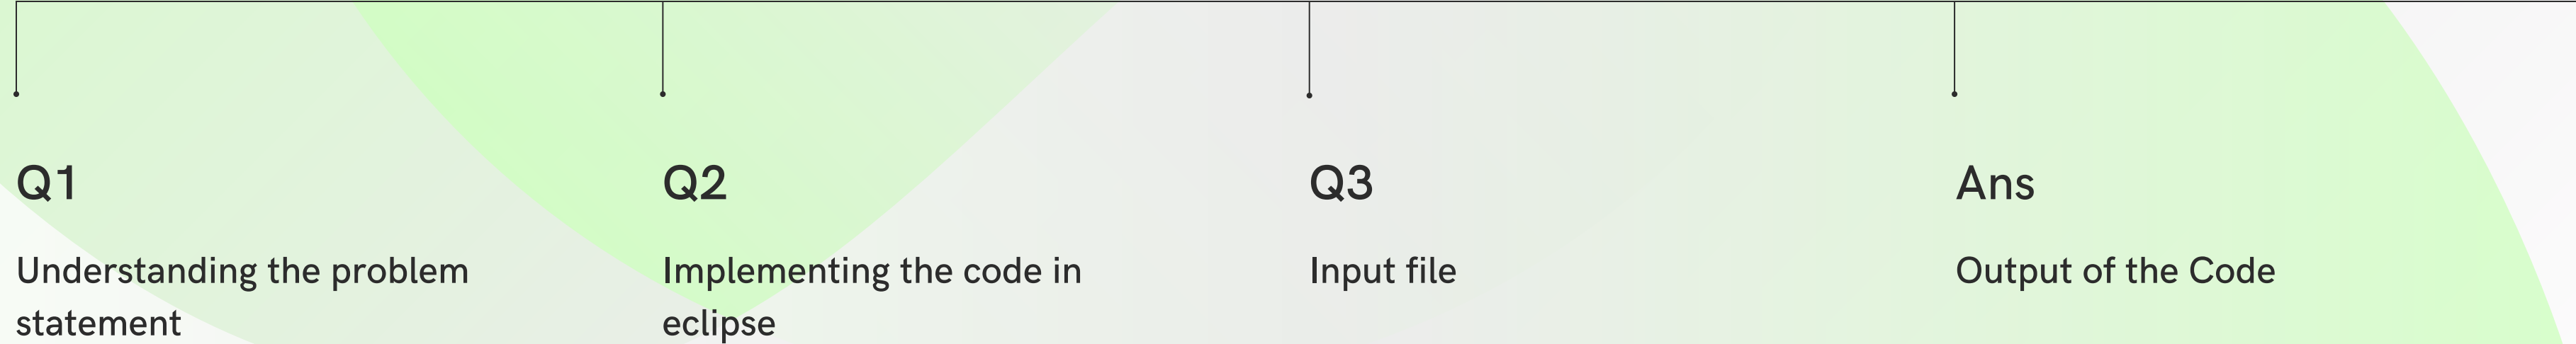 Q1
Understanding the problem
statement
Q2
Implementing the code in
eclipse
Q3
Input file
Ans
Output of the Code